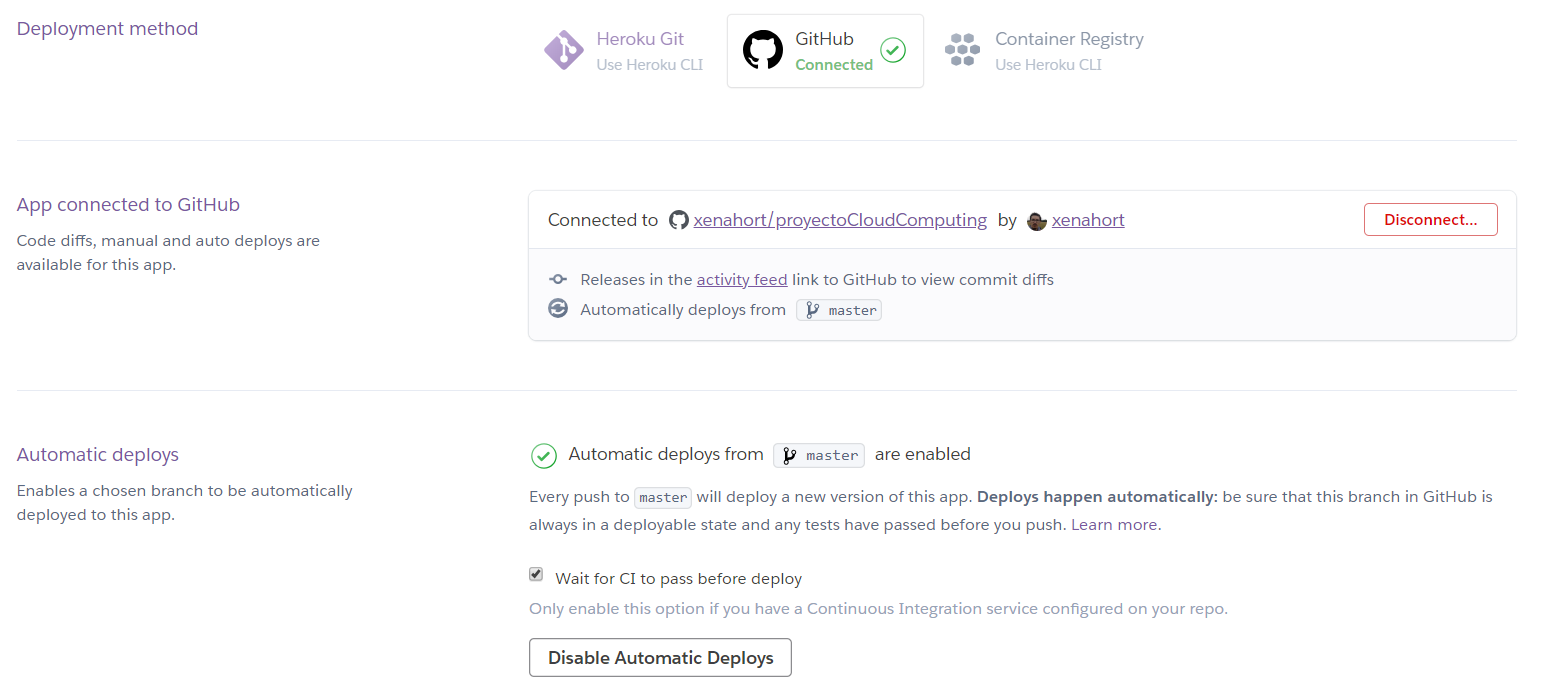 Deployment method
Heroku Git
Use Heroku CLI
GitHub
Connected
Container Registry
Use Heroku CLI
App connected to GitHub
Code diffs, manual and auto deploys are
available for this app.
Connected to xenahort/proyectoCloudComputing by xenahort
Disconnect...
Releases in the activity feed link to GitHub to view commit diffs
Automatically deploys from master
Automatic deploys
Enables a chosen branch to be automatically
deployed to this app.
Automatic deploys from master are enabled
Every push to master will deploy a new version of this app. Deploys happen automatically: be sure that this branch in GitHub is
always in a deployable state and any tests have passed before you push. Learn more.
Wait for CI to pass before deploy
Only enable this option if you have a Continuous Integration service configured on your repo.
Disable Automatic Deploys